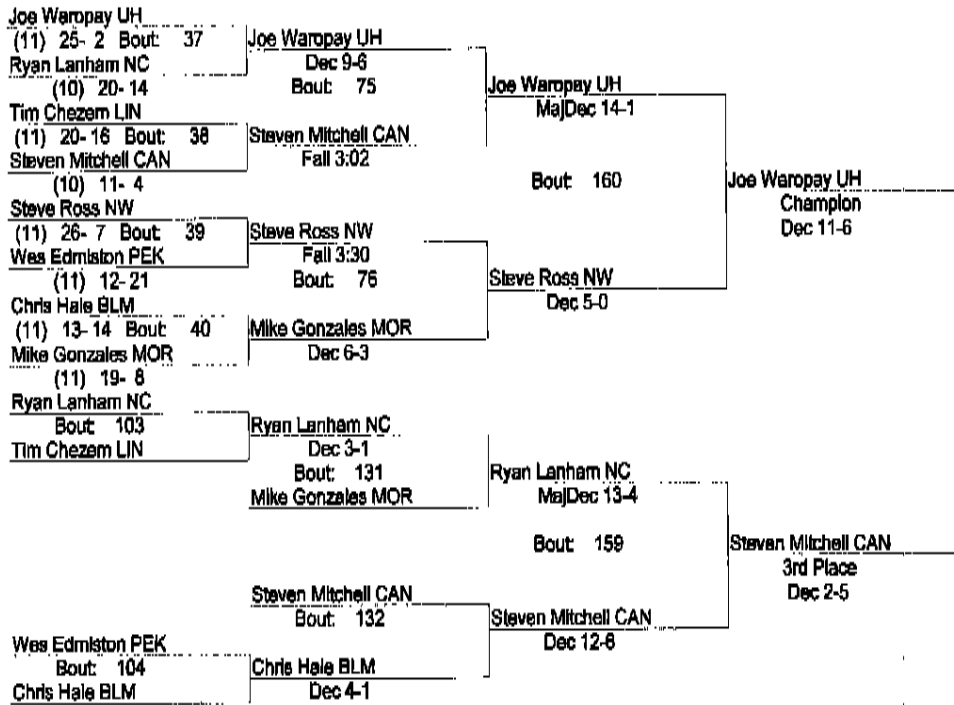 Joe Waropay UH
(11) 25- 2 Bout: 37
Ryan Lanham NC
(10) 20- 14
Tim Chezem LIN
(11) 20- 16 Bout: 38
Steven Mitchell CAN
(10) 11- 4
Steve Ross NW
(11) 26- 7 Bout: 39
Wes Edmiston PEK
(11) 12- 21
Chris Hale BLM
(11) 13- 14 Bout: 40
Mike Gonzales MOR
(11) 19- 8
Ryan Lanham NC
Bout: 103
Tim Chezem LIN
Wes Edmiston PEK
Bout: 104
Chris Hale BLM
Joe Waropay UH
Dec 9-6
Bout: 75
Steven Mitchell CAN
Fall 3:02
Steve Ross NW
Fall 3:30
Bout: 76
Mike Gonzales MOR
Dec 6-3
Ryan Lanham NC
Dec 3-1
Bout: 131
Mike Gonzales MOR
Steven Mitchell CAN
Bout: 132
Chris Hale BLM
Dec 4-1
Joe Waropay UH
MajDec 14-1
Bout: 160
Steve Ross NW
Dec 5-0
Ryan Lanham NC
MajDec 13-4
Bout: 159
Steven Mitchell CAN
Dec 12-6
Joe Waropay UH
Champion
Dec 11-6
Steven Mitchell CAN
3rd Place
Dec 2-5